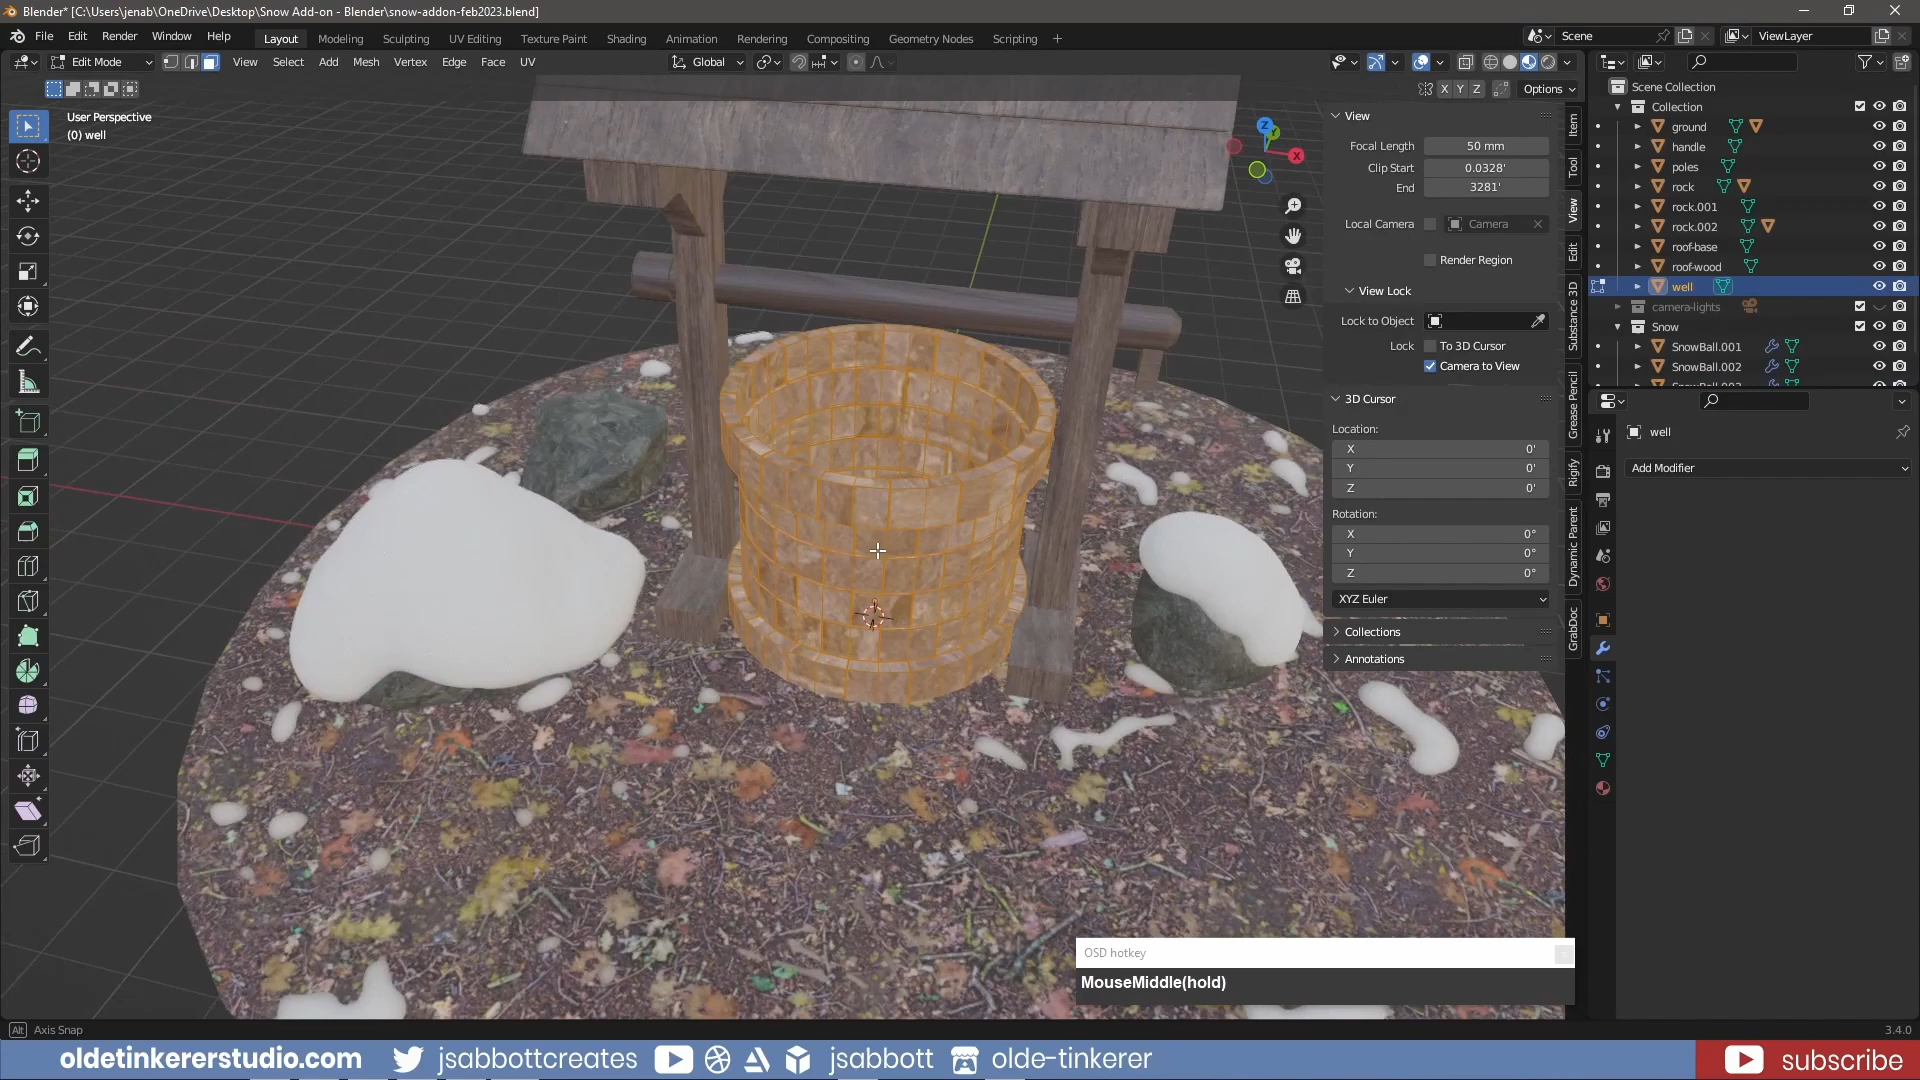 Blender* [C:\Users\jenab\OneDrive\Desktop\Snow Add-on - Blender\snow-addon-feb2023.blend]
File Edit Render Window Help Layout Modeling Sculpting UV Editing Texture Paint Shading Animation Rendering Compositing Geometry Nodes Scripting + Scene ViewLayer
Edit Mode View Select Add Mesh Vertex Edge Face UV Global
X Y Z Options
User Perspective
(0) well
Z
Y
X
View
Focal Length 50 mm
Clip Start 0.0328'
End 3281'
Local Camera Camera
Render Region
View Lock
Lock to Object
Lock To 3D Cursor
Camera to View
3D Cursor
Location:
X 0'
Y 0'
Z 0'
Rotation:
X 0°
Y 0°
Z 0°
XYZ Euler
Collections
Annotations
Item
Tool
View
Edit
Substance 3D
Grease Pencil
Rigify
Dynamic Parent
GrabDoc
Scene Collection
Collection
ground
handle
poles
rock
rock.001
rock.002
roof-base
roof-wood
well
camera-lights
Snow
SnowBall.001
SnowBall.002
well
Add Modifier
OSD hotkey
MouseMiddle(hold)
Alt Axis Snap
3.4.0
oldetinkererstudio.com jsabbottcreates jsabbott olde-tinkerer subscribe